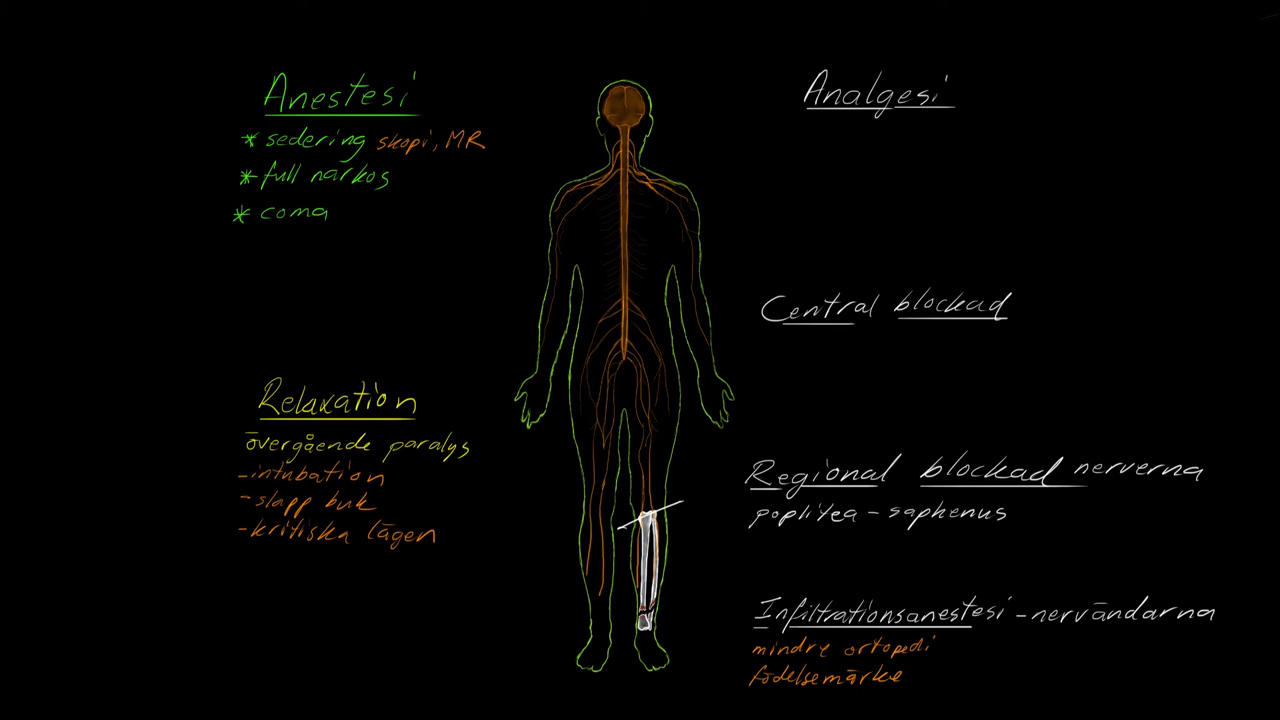 Anestesi
* sedering skopi, MR
* full narkos
* coma
Relaxation
övergående paralys
- intubation
- slapp buk
- kritiska lägen
Analgesi
Central blockad
Regional blockad nerverna
poplitea - saphenus
Infiltrationsanestesi - nervändarna
mindre ortopedi
födelsemärke